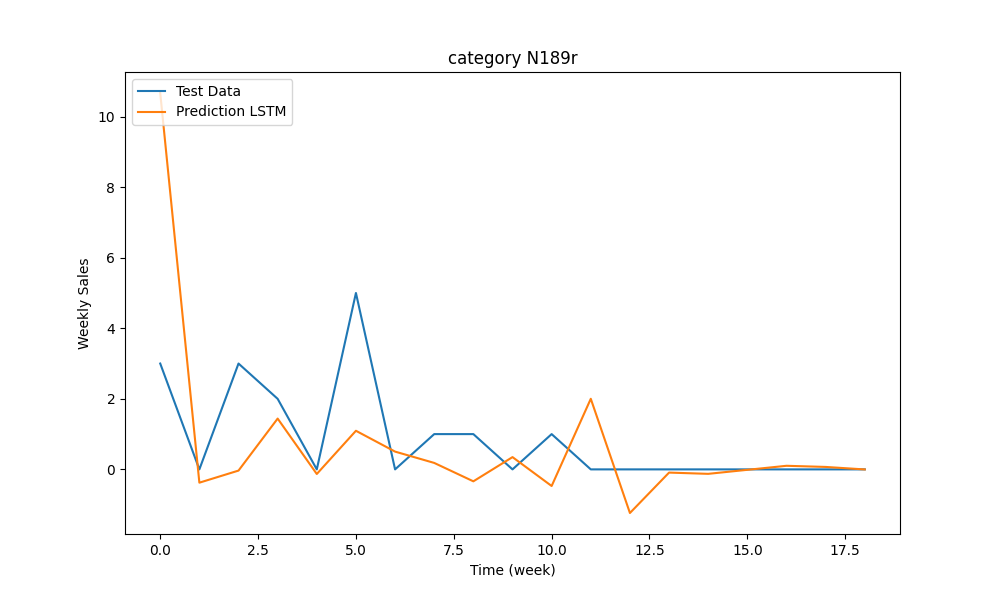 category N189r
Test Data
Prediction LSTM
10
8
6
4
2
0
Weekly Sales
0.0 2.5 5.0 7.5 10.0 12.5 15.0 17.5
Time (week)